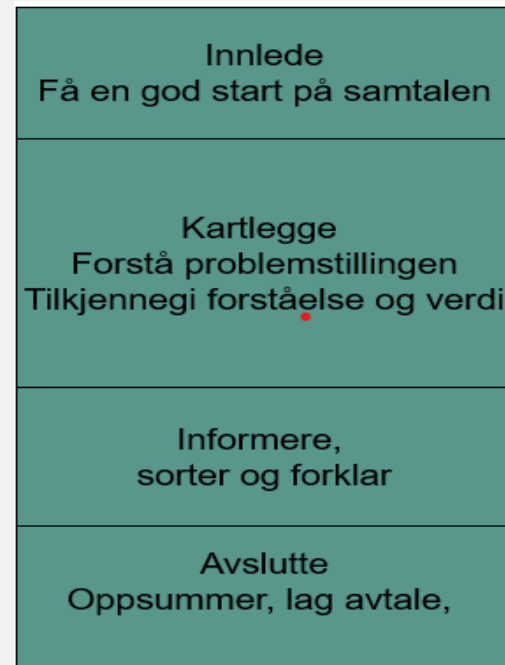 Innlede
Få en god start på samtalen
Kartlegge
Forstå problemstillingen
Tilkjennegi forståelse og verdi
Informere,
sorter og forklar
Avslutte
Oppsummer, lag avtale,